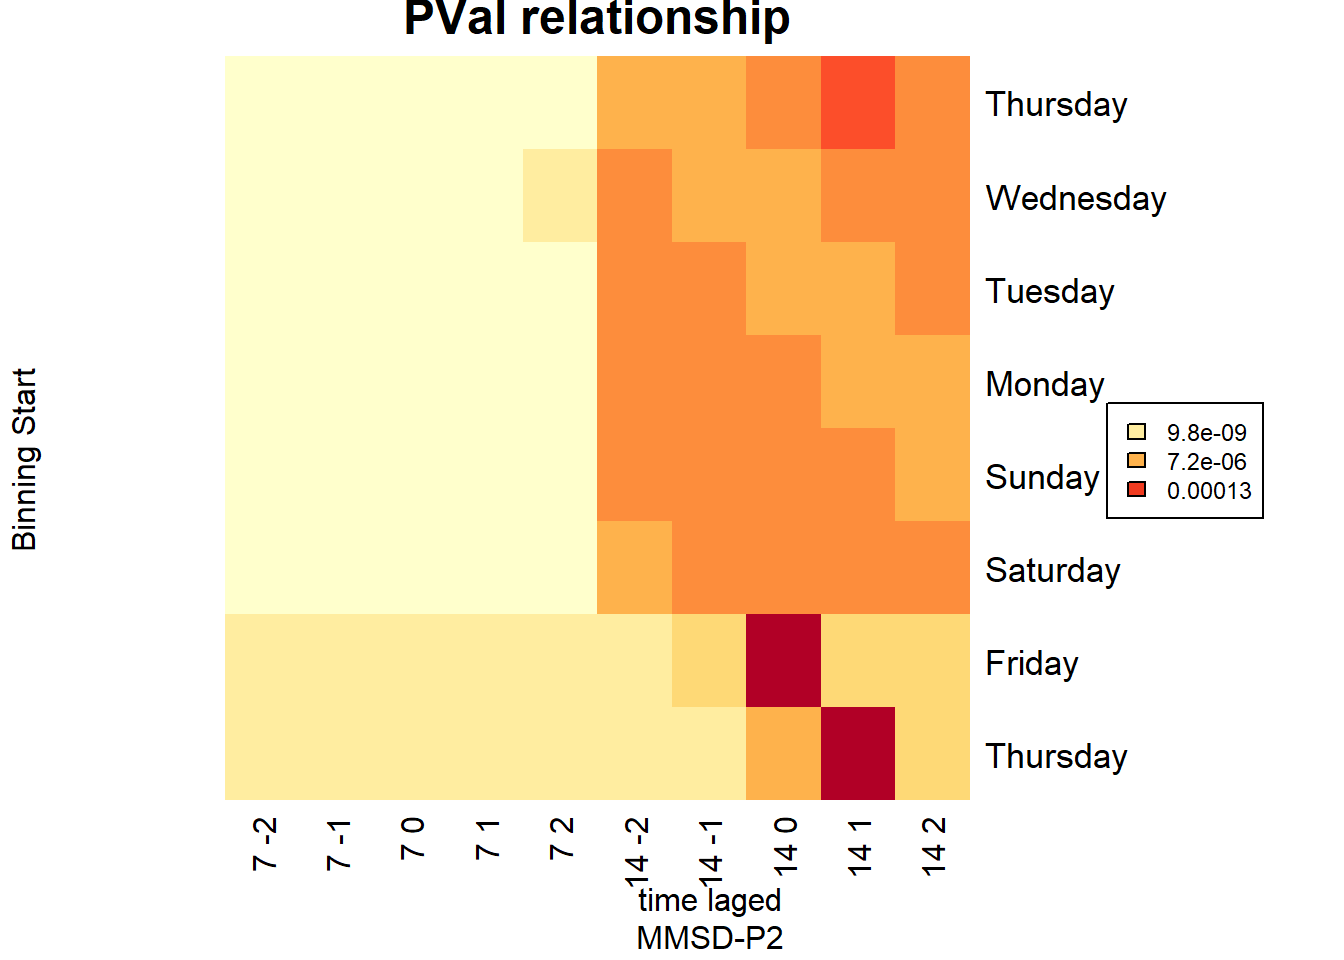 PVal relationship
Thursday
Wednesday
Tuesday
Monday
Sunday
Saturday
Friday
Thursday
Binning Start
9.8e-09
7.2e-06
0.00013
7 -2
7 -1
7 0
7 1
7 2
14 -2
14 -1
14 0
14 1
14 2
time laged
MMSD-P2